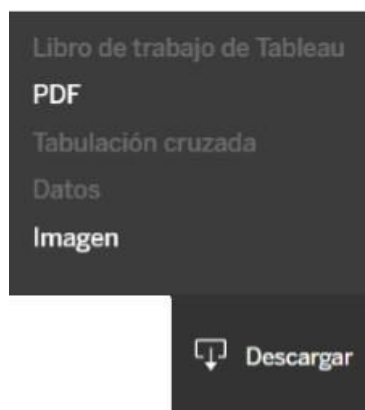 Libro de trabajo de Tableau
PDF
Tabulación cruzada
Datos
Imagen
Descargar